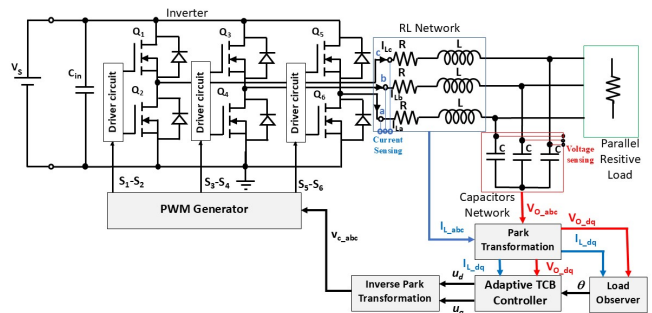 Inverter
RL Network
V_S
C_in
Q₁
Q₃
Q₅
Q₂
Q₄
Q₆
Driver circuit
Driver circuit
Driver circuit
c
I_Lc
R
L
b
I_Lb
R
L
a
I_La
R
L
Current
Sensing
C
C
C
Voltage
sensing
Parallel
Resitive
Load
Capacitors
Network
S₁-S₂
S₃-S₄
S₅-S₆
PWM Generator
v_c_abc
I_L_abc
V_O_abc
Park
Transformation
V_O_dq
I_L_dq
I_L_dq
V_O_dq
Inverse Park
Transformation
u_d
u_q
Adaptive TCB
Controller
θ
Load
Observer